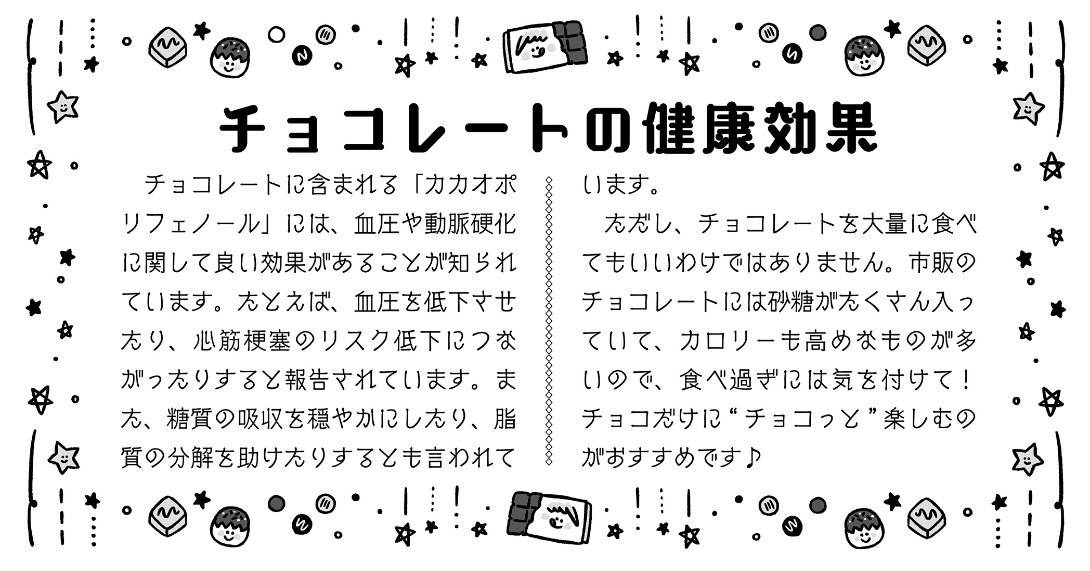 チョコレートの健康効果
チョコレートに含まれる「カカオポ
リフェノール」には、血圧や動脈硬化
に関して良い効果があることが知られ
ています。たとえば、血圧を低下させ
たり、心筋梗塞のリスク低下につな
がったりすると報告されています。ま
た、糖質の吸収を穏やかにしたり、脂
質の分解を助けたりするとも言われて
います。
ただし、チョコレートを大量に食べ
てもいいわけではありません。市販の
チョコレートには砂糖がたくさん入っ
ていて、カロリーも高めなものが多
いので、食べ過ぎには気を付けて！
チョコだけに“チョコっと”楽しむの
がおすすめです♪